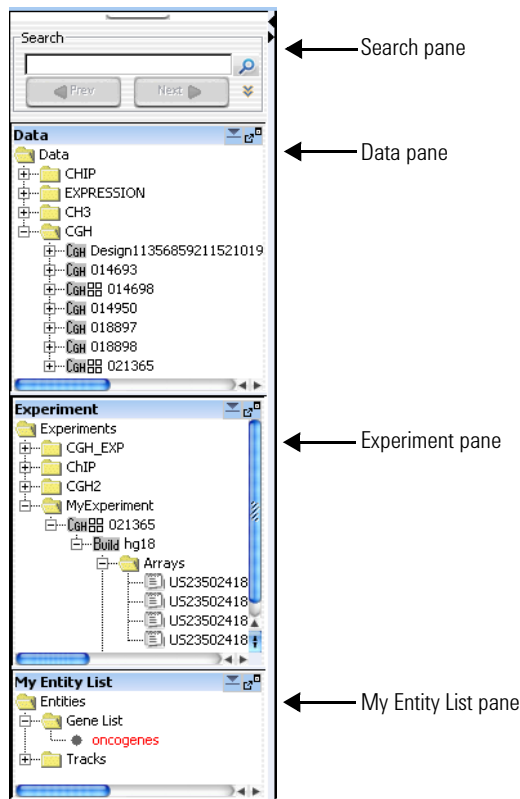 Search
Search pane
Prev
Next
Data
Data pane
Data
CHIP
EXPRESSION
CH3
CGH
CGH Design11356859211521019
CGH 014693
CGH 014698
CGH 014950
CGH 018897
CGH 018898
CGH 021365
Experiment
Experiment pane
Experiments
CGH_EXP
ChIP
CGH2
MyExperiment
CGH 021365
Build hg18
Arrays
US23502418
US23502418
US23502418
US23502418
My Entity List
My Entity List pane
Entities
Gene List
oncogenes
Tracks